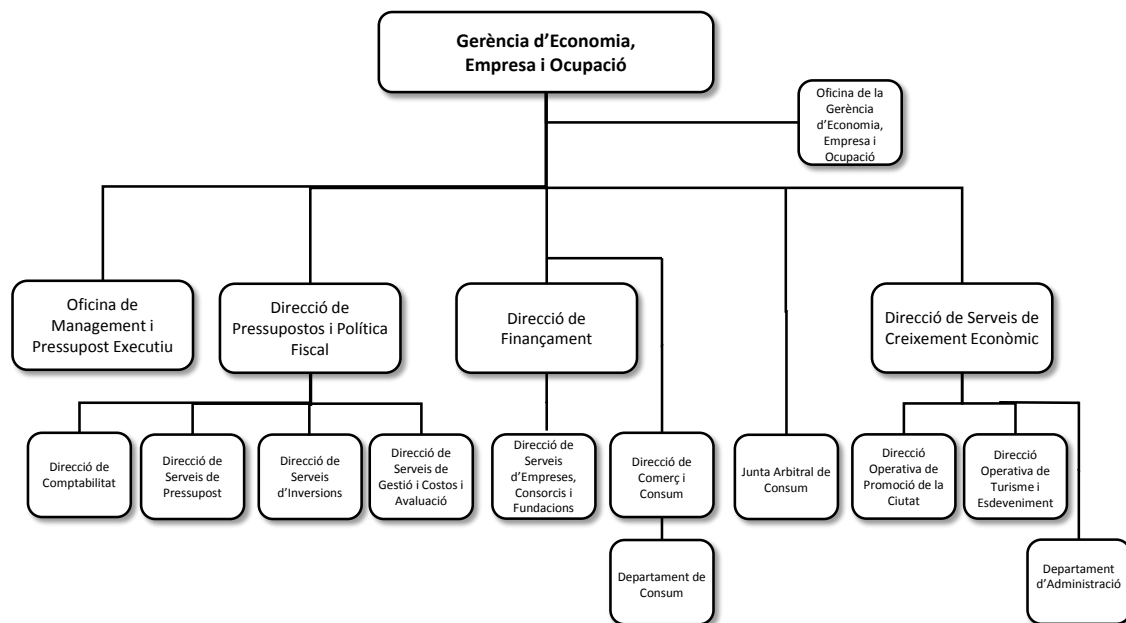 Gerència d’Economia,
Empresa i Ocupació
Oficina de la
Gerència
d’Economia,
Empresa i
Ocupació
Oficina de
Management i
Pressupost Executiu
Direcció de
Pressupostos i Política
Fiscal
Direcció de
Finançament
Direcció de Serveis de
Creixement Econòmic
Direcció de
Comptabilitat
Direcció de
Serveis de
Pressupost
Direcció de
Serveis
d’Inversions
Direcció de
Serveis de
Gestió i Costos i
Avaluació
Direcció de
Serveis
d’Empreses,
Consorcis i
Fundacions
Direcció de
Comerç i
Consum
Junta Arbitral de
Consum
Direcció
Operativa de
Promoció de la
Ciutat
Direcció
Operativa de
Turisme i
Esdeveniment
Departament de
Consum
Departament
d’Administració